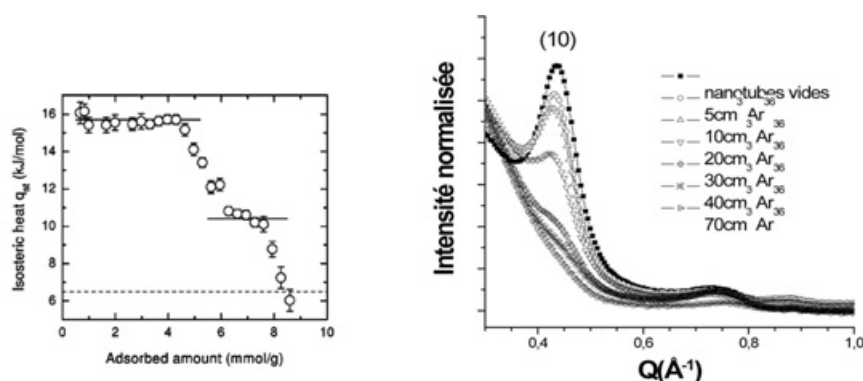 Isosteric heat qst (kJ/mol)
16
14
12
10
8
6
0 2 4 6 8 10
Adsorbed amount (mmol/g)
Intensité normalisée
(10)
nanotubes vides
5cm3 Ar36
10cm3 Ar36
20cm3 Ar36
30cm3 Ar36
40cm3 Ar36
70cm3 Ar36
0,4 0,6 0,8 1,0
Q(Å-1)